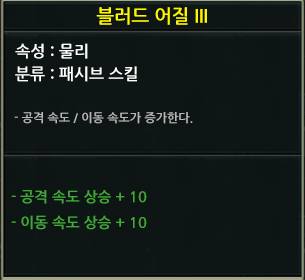 블러드 어질 III
속성 : 물리
분류 : 패시브 스킬
- 공격 속도 / 이동 속도가 증가한다.
- 공격 속도 상승 + 10
- 이동 속도 상승 + 10